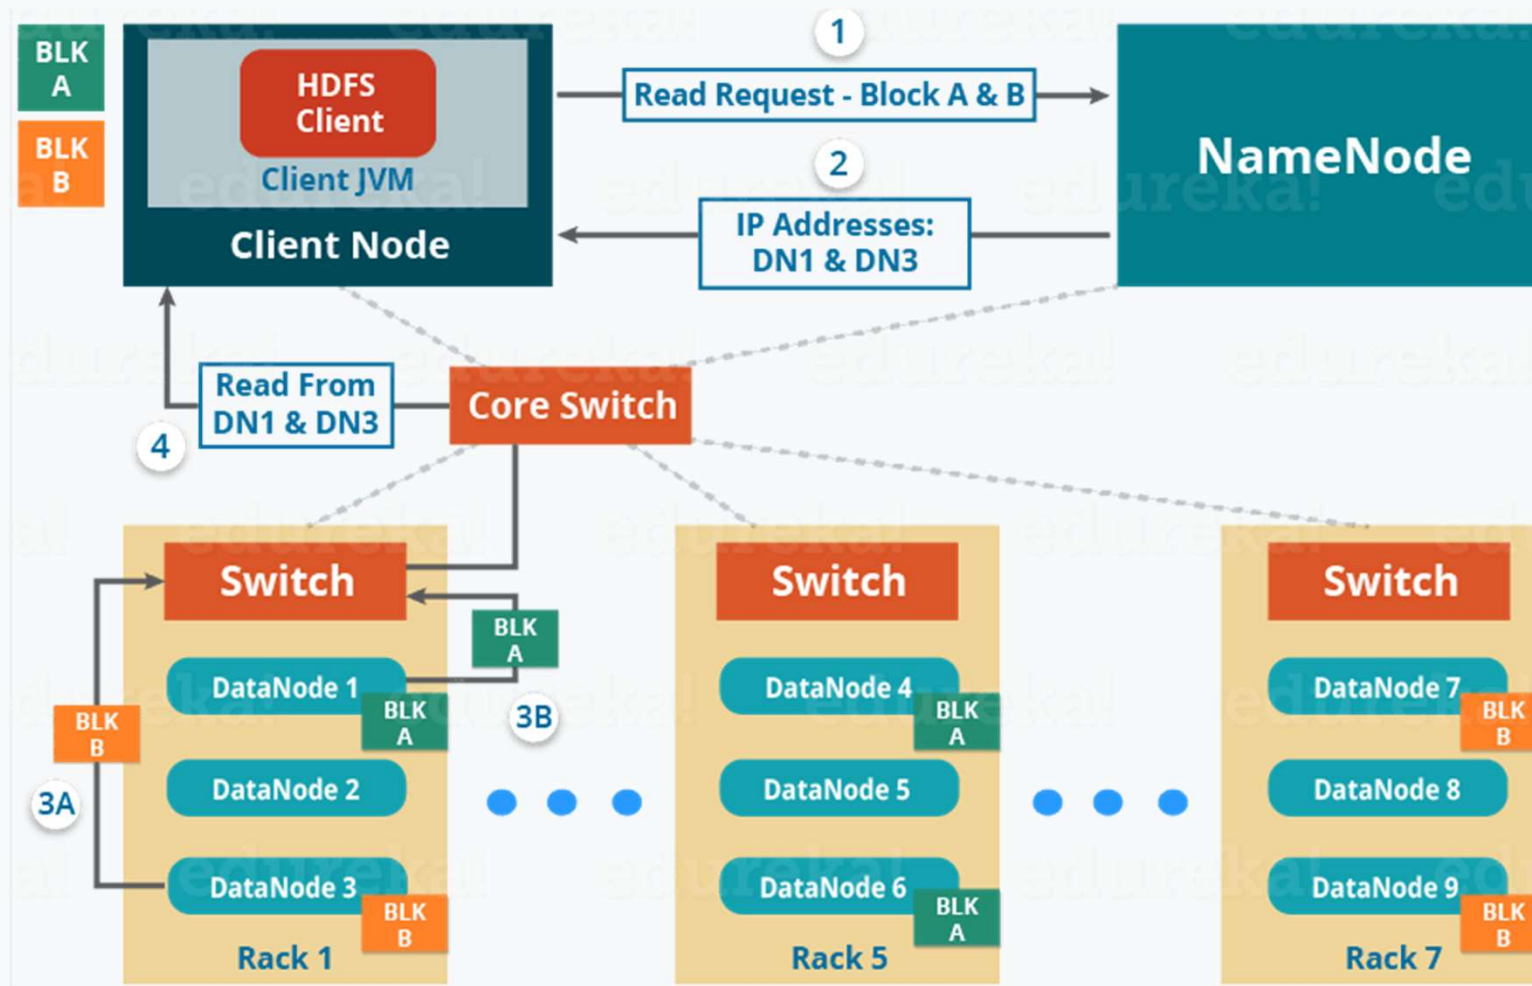 BLK
A
BLK
B
HDFS
Client
Client JVM
Client Node
1
Read Request - Block A & B
2
IP Addresses:
DN1 & DN3
NameNode
Read From
DN1 & DN3
4
Core Switch
Switch
BLK
A
DataNode 1
BLK
A
3B
BLK
B
3A
DataNode 2
DataNode 3
BLK
B
Rack 1
Switch
DataNode 4
BLK
A
DataNode 5
DataNode 6
BLK
A
Rack 5
Switch
DataNode 7
BLK
B
DataNode 8
DataNode 9
BLK
B
Rack 7
edureka!